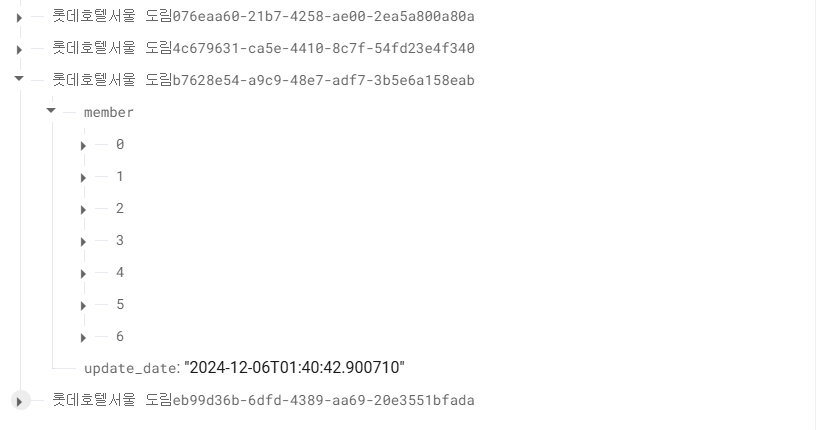 롯데호텔서울 도림076eaa60-21b7-4258-ae00-2ea5a800a80a
롯데호텔서울 도림4c679631-ca5e-4410-8c7f-54fd23e4f340
롯데호텔서울 도림b7628e54-a9c9-48e7-adf7-3b5e6a158eab
member
0
1
2
3
4
5
6
update_date: "2024-12-06T01:40:42.900710"
롯데호텔서울 도림eb99d36b-6dfd-4389-aa69-20e3551bfada